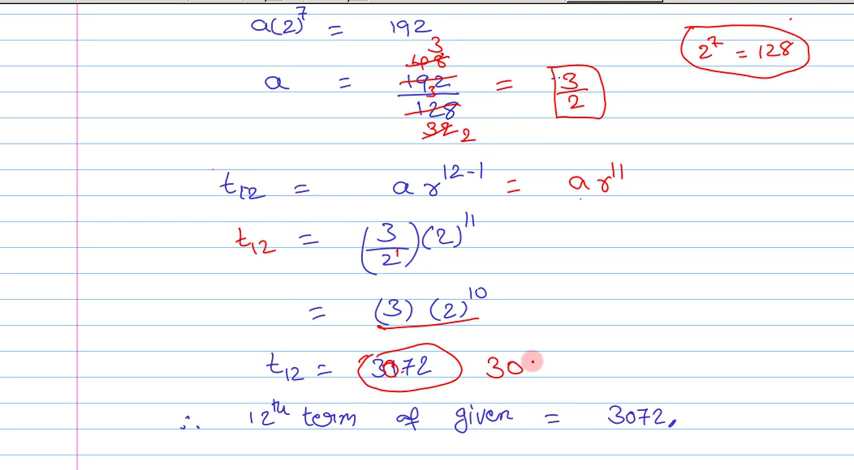 a(2)^7 = 192
2^7 = 128
a = 192/128 = 3/2
t12 = a r^(12-1) = a r^11
t12 = (3/2^1) (2)^11
= (3) (2)^10
t12 = 3072 30
∴ 12th term of given = 3072.